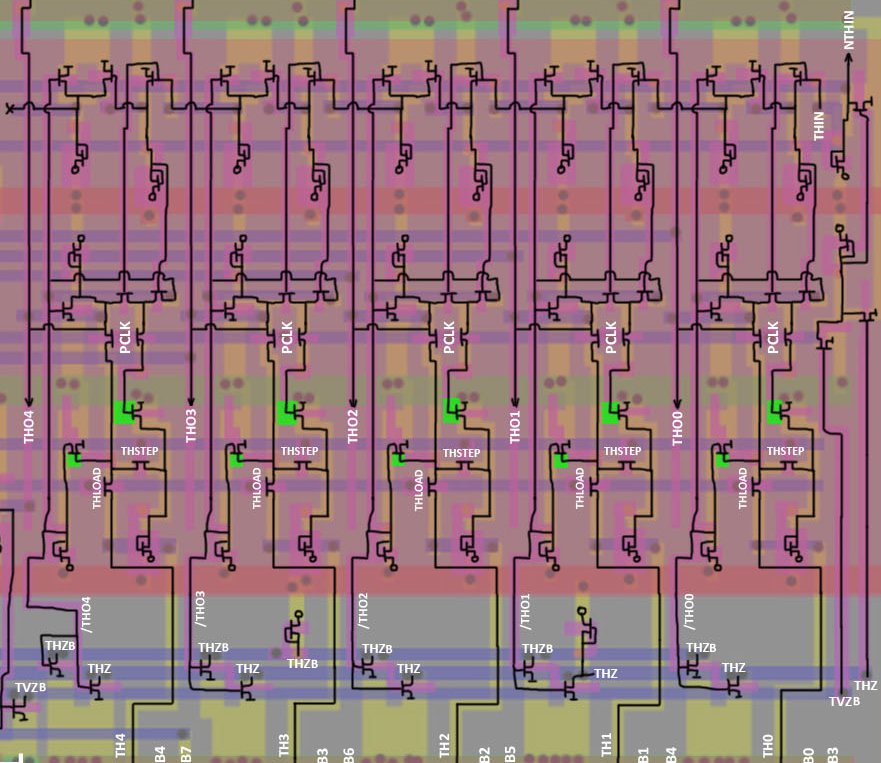 NTHIN
THIN
PCLK
PCLK
PCLK
PCLK
PCLK
THO4
THO3
THO2
THO1
THO0
THSTEP
THSTEP
THSTEP
THSTEP
THSTEP
THLOAD
THLOAD
THLOAD
THLOAD
THLOAD
/THO4
/THO3
/THO2
/THO1
/THO0
THZB
THZB
THZB
THZB
THZB
THZB
THZ
THZ
THZ
THZ
THZ
THZ
TVZB
TVZB
TH4
B4
B7
TH3
B3
B6
TH2
B2
B5
TH1
B1
B4
TH0
B0
B3